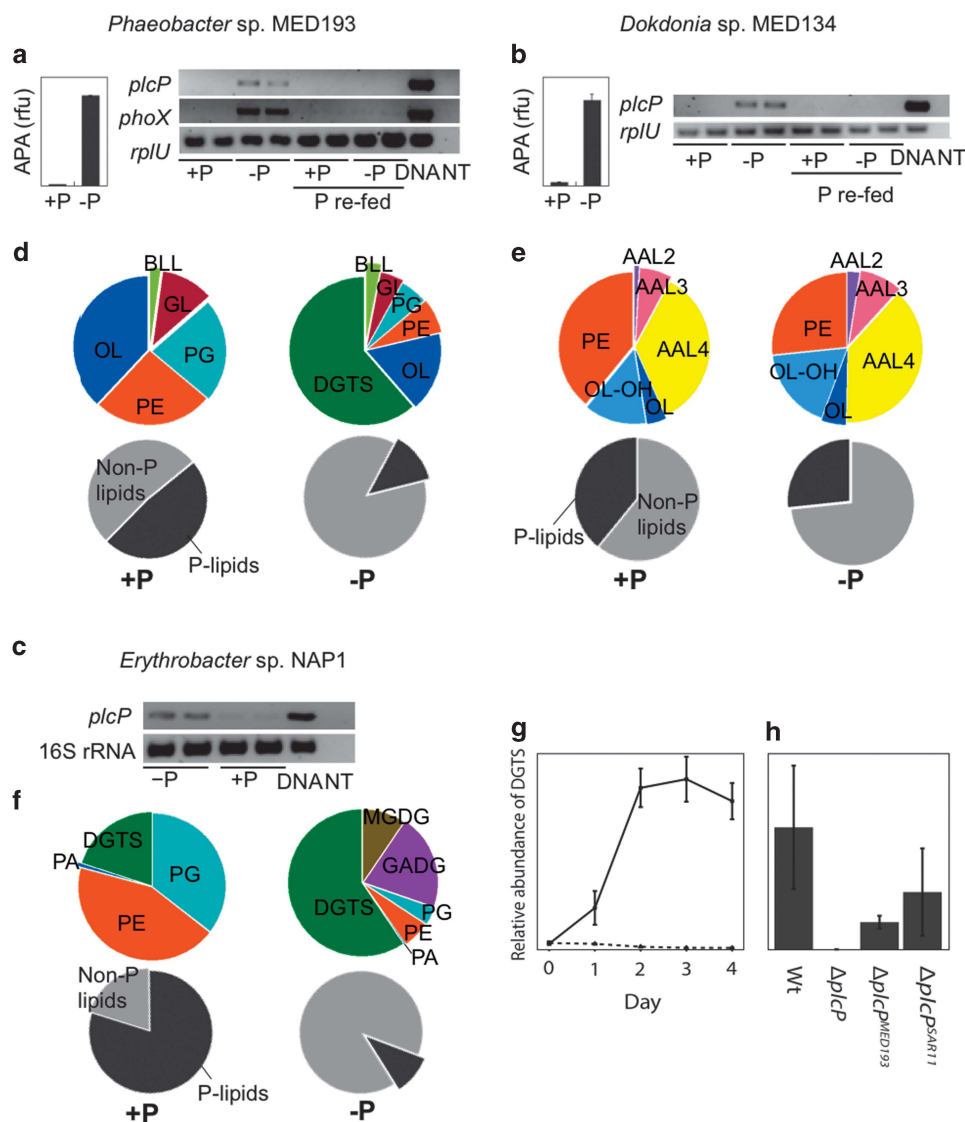 Phaeobacter sp. MED193
Dokdonia sp. MED134
a
APA (rfu)
+P -P
plcP
phoX
rplU
+P -P +P -P DNA NT
P re-fed
b
APA (rfu)
+P -P
plcP
rplU
+P -P +P -P DNA NT
P re-fed
d
BLL
GL
OL
PG
PE
BLL
GL
PG
PE
OL
DGTS
Non-P
lipids
P-lipids
+P
-P
e
AAL2
AAL3
PE
AAL4
OL-OH
OL
AAL2
AAL3
PE
AAL4
OL-OH
OL
P-lipids
Non-P
lipids
+P
-P
c
Erythrobacter sp. NAP1
plcP
16S rRNA
−P +P DNA NT
f
DGTS
PA
PG
PE
MGDG
GADG
DGTS
PG
PE
PA
Non-P
lipids
P-lipids
+P
-P
g
Relative abundance of DGTS
0 1 2 3 4
Day
h
Wt
ΔplcP
ΔplcP^MED193
ΔplcP^SAR11